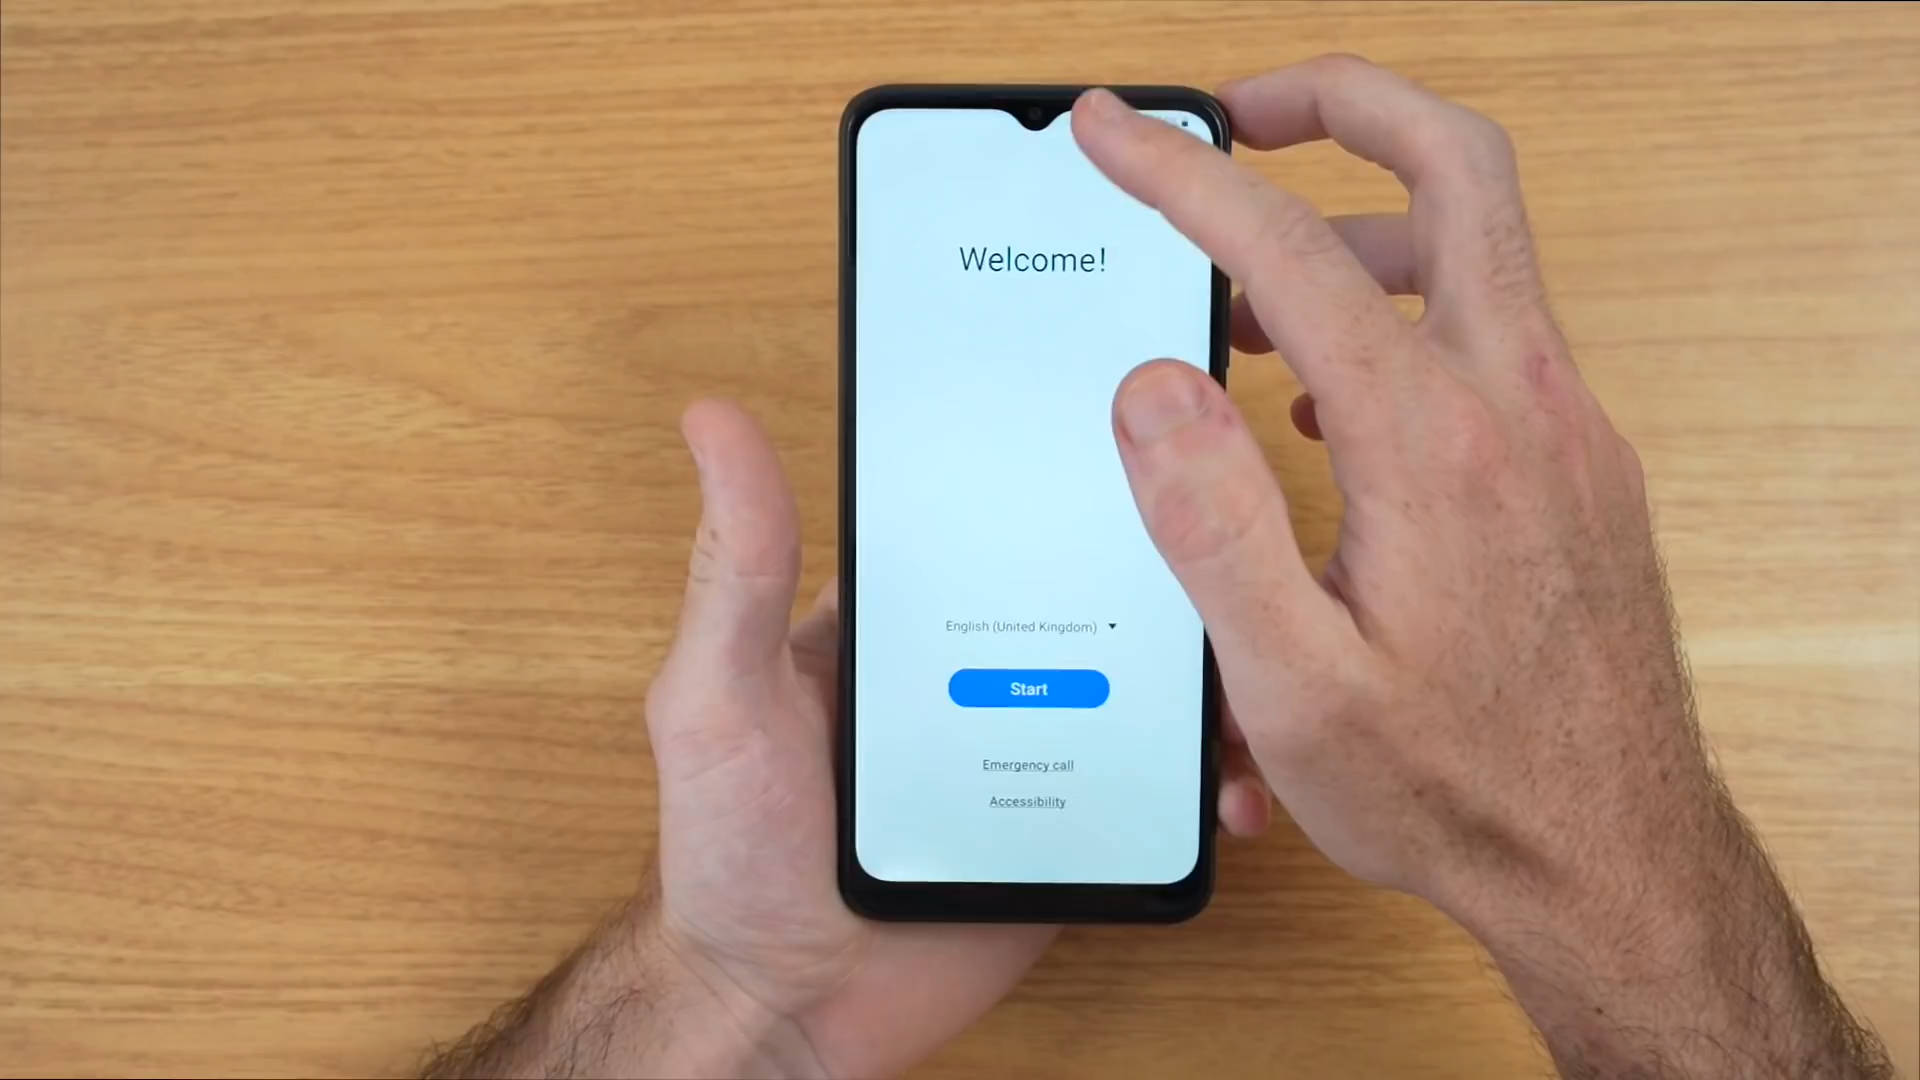 Welcome!
English (United Kingdom)
Start
Emergency call
Accessibility